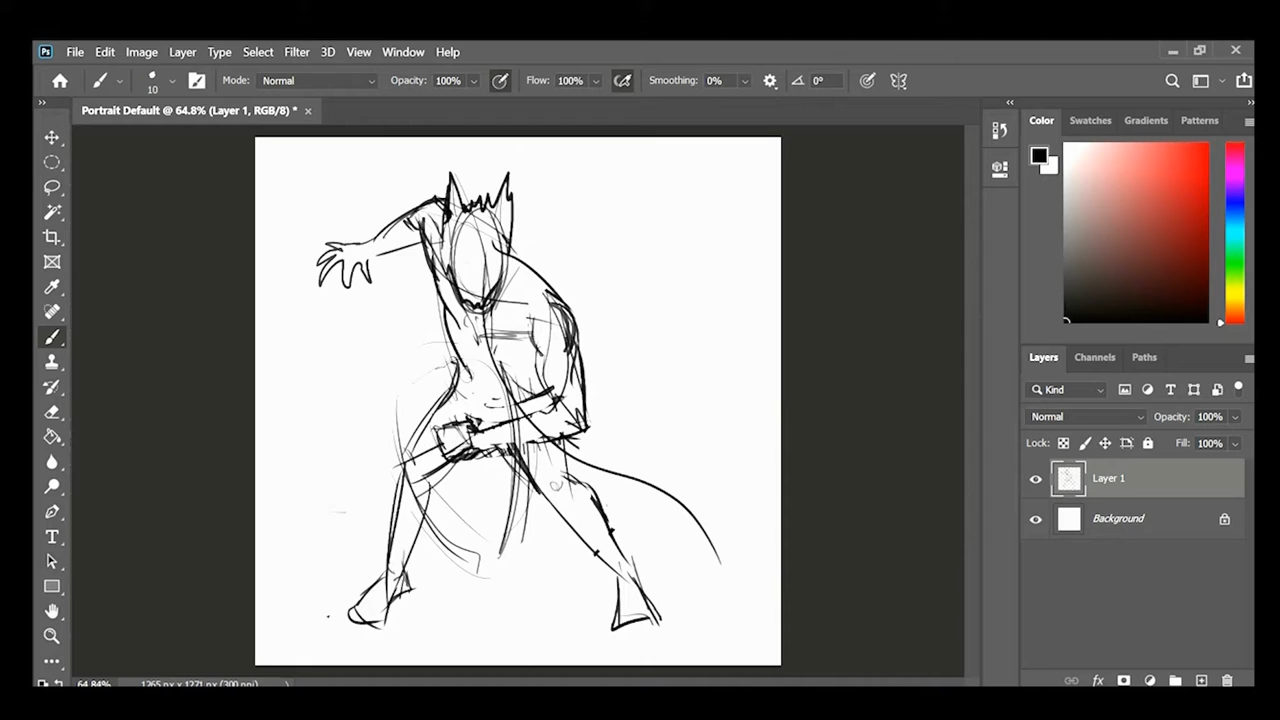 Ps File Edit Image Layer Type Select Filter 3D View Window Help
10 Mode: Normal Opacity: 100% Flow: 100% Smoothing: 0% 0°
Portrait Default @ 64.8% (Layer 1, RGB/8) *
Color Swatches Gradients Patterns
Layers Channels Paths
Kind
Normal Opacity: 100%
Lock: Fill: 100%
Layer 1
Background
fx
64.84% 1265 px x 1271 px (300 ppi)